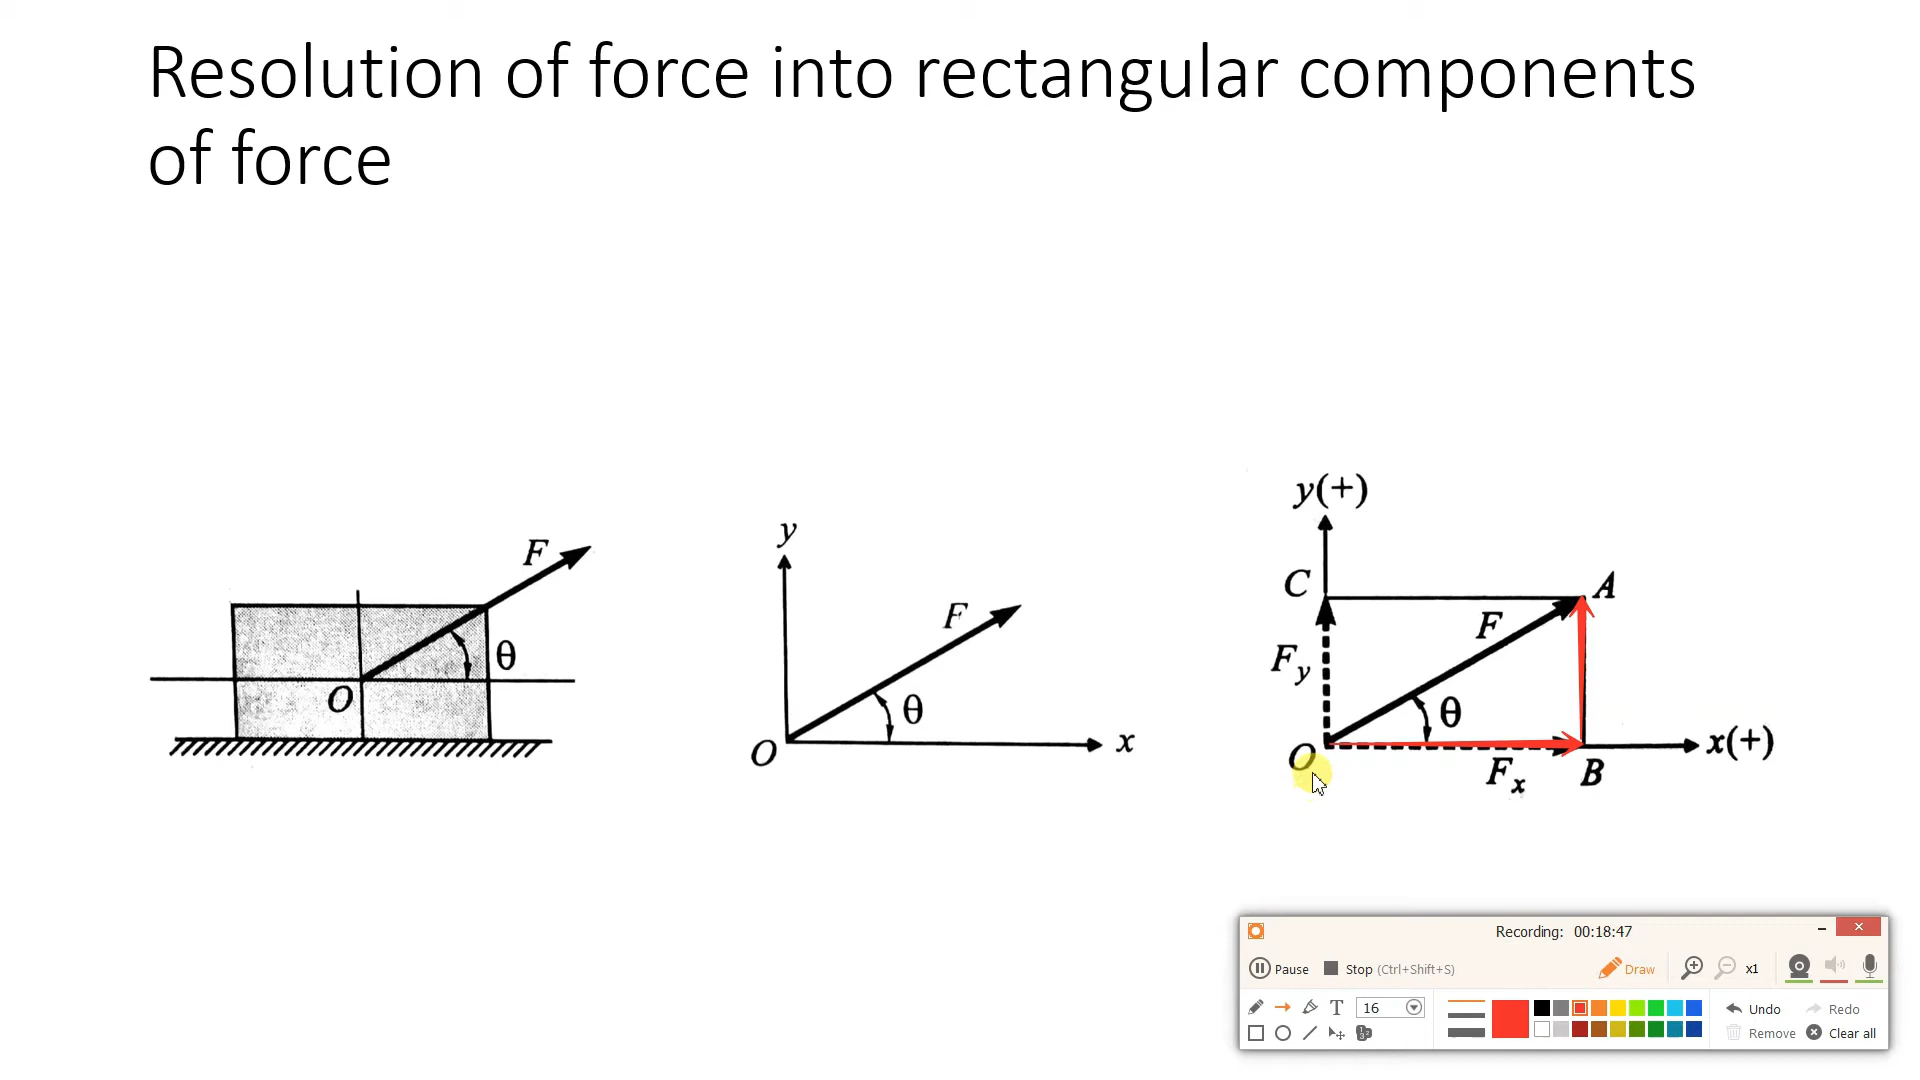 Resolution of force into rectangular components
of force
F
θ
O
y
F
θ
O
x
y(+)
C
A
F
Fy
θ
O
x(+)
Fx
B
Recording: 00:18:47
Pause
Stop (Ctrl+Shift+S)
Draw
x1
T
16
Undo
Redo
Remove
Clear all